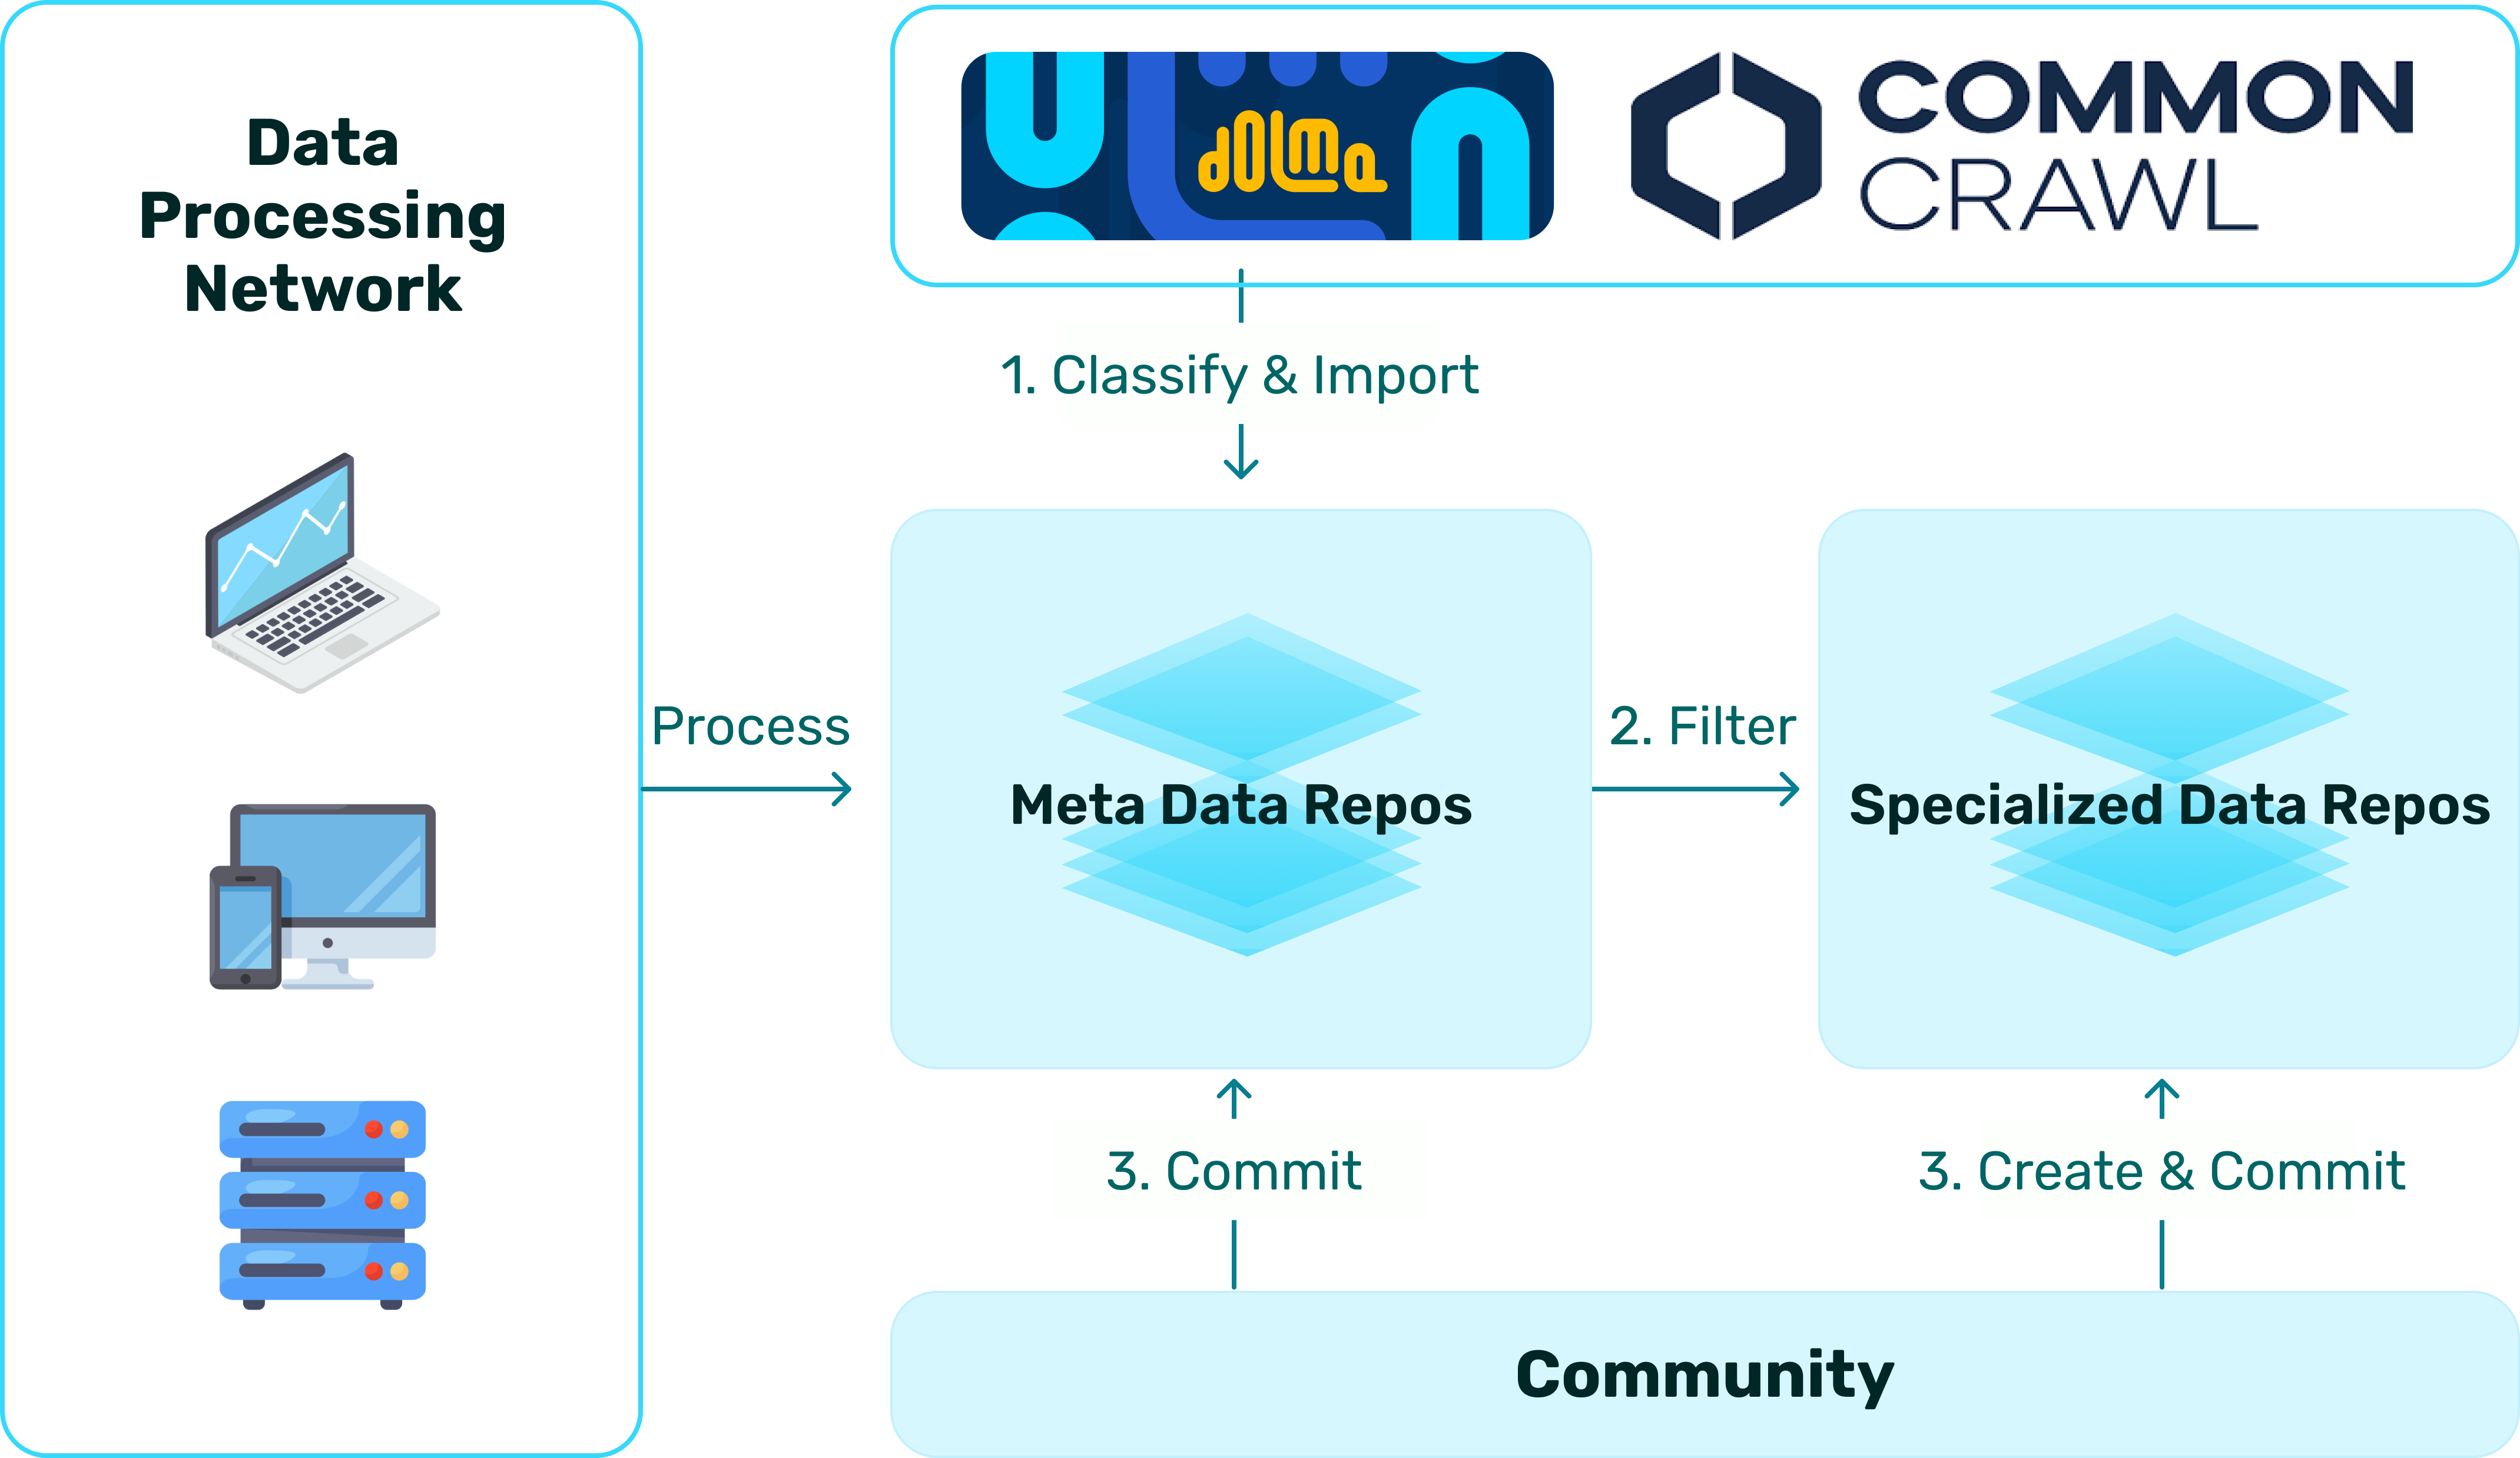 Data
Processing
Network
dolma
COMMON
CRAWL
1. Classify & Import
Process
Meta Data Repos
2. Filter
Specialized Data Repos
3. Commit
3. Create & Commit
Community